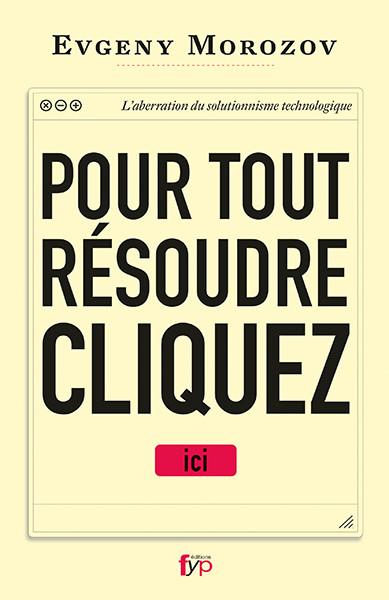 EVGENY MOROZOV
L'aberration du solutionnisme technologique
POUR TOUT
RÉSOUDRE
CLIQUEZ
ici
éditions
fyp